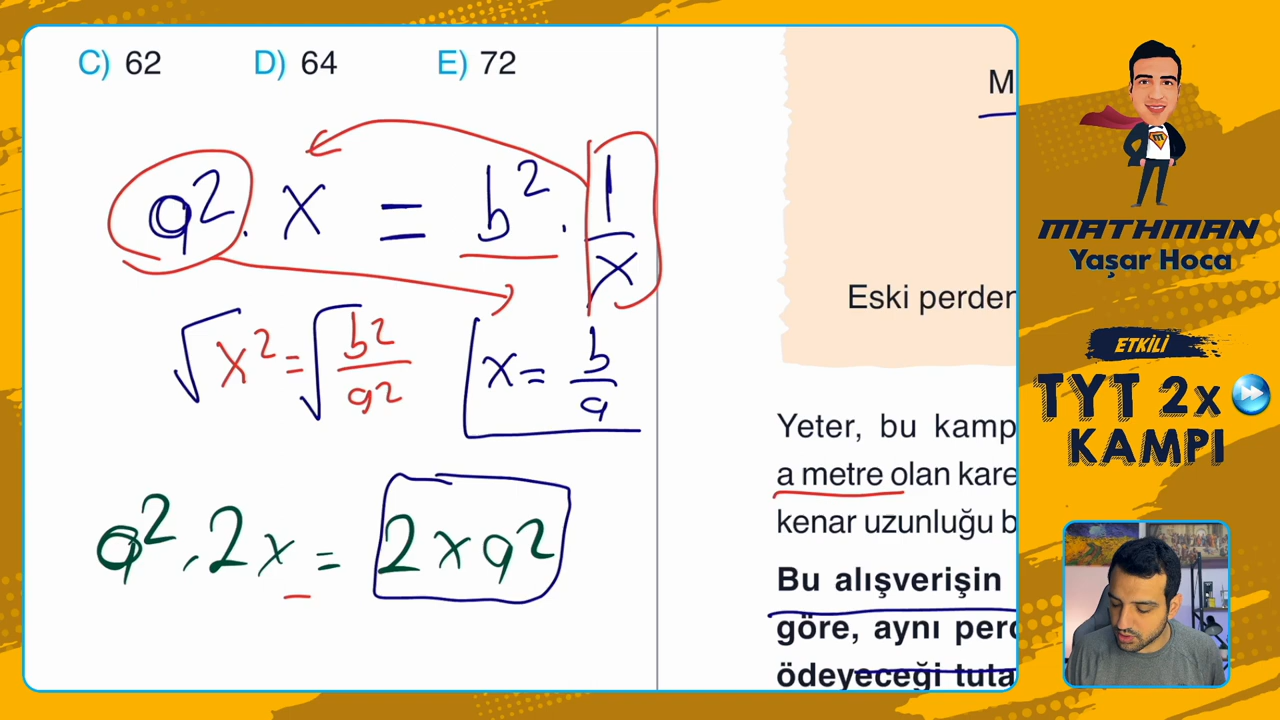 C) 62 D) 64 E) 72
a² . x = b² . 1/x
√x² = √b²/a² x = b/a
a² . 2x = 2xa²
M
Eski perden
Yeter, bu kamp
a metre olan kare
kenar uzunluğu b
Bu alışverişin
göre, aynı perd
ödeyeceği tuta
MATHMAN
Yaşar Hoca
ETKİLİ
TYT 2x
KAMPI